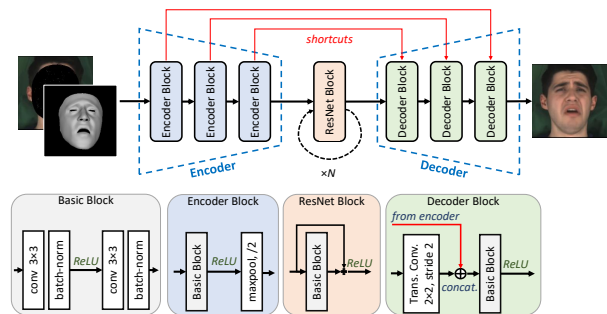 shortcuts
Encoder Block
Encoder Block
Encoder Block
ResNet Block
Decoder Block
Decoder Block
Decoder Block
Encoder
×N
Decoder
Basic Block
conv 3×3
batch-norm
ReLU
conv 3×3
batch-norm
Encoder Block
Basic Block
ReLU
maxpool, /2
ResNet Block
Basic Block
ReLU
Decoder Block
from encoder
Trans. Conv.
2×2, stride 2
concat.
Basic Block
ReLU